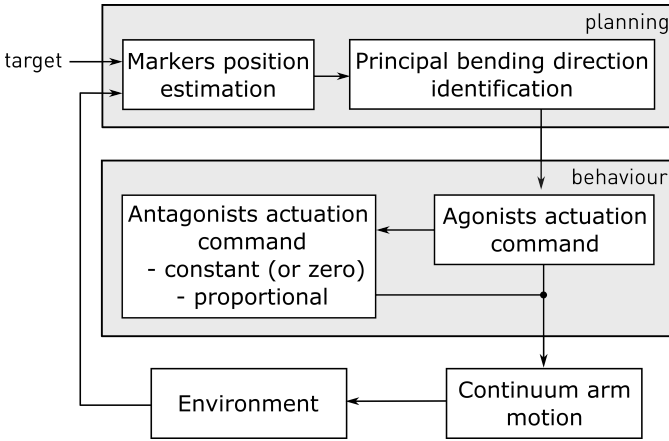 planning
target
Markers position
estimation
Principal bending direction
identification
behaviour
Antagonists actuation
command
- constant (or zero)
- proportional
Agonists actuation
command
Environment
Continuum arm
motion